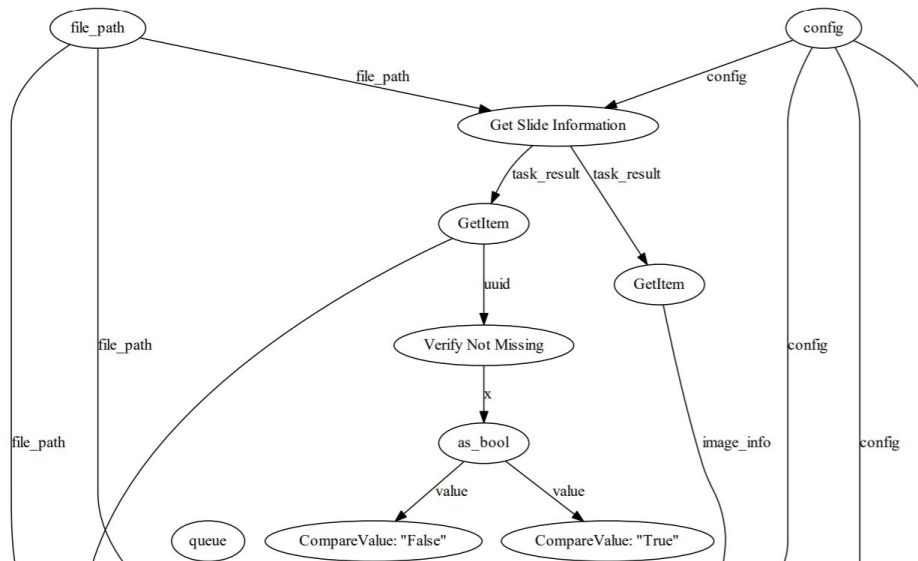 file_path
config
file_path
config
Get Slide Information
task_result
task_result
GetItem
uuid
GetItem
file_path
Verify Not Missing
config
x
file_path
as_bool
image_info
config
value
value
queue
CompareValue: "False"
CompareValue: "True"